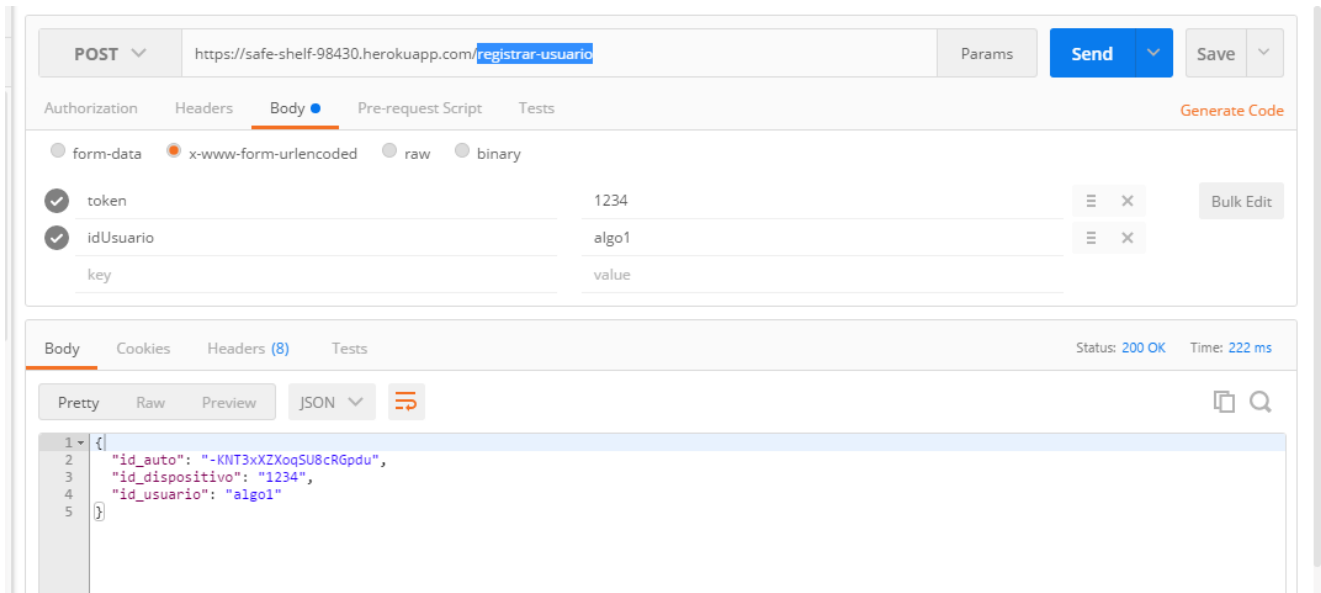 POST https://safe-shelf-98430.herokuapp.com/registrar-usuario Params Send Save
Authorization Headers Body Pre-request Script Tests Generate Code
form-data x-www-form-urlencoded raw binary
token 1234 Bulk Edit
idUsuario algo1
key value
Body Cookies Headers (8) Tests Status: 200 OK Time: 222 ms
Pretty Raw Preview JSON
1 {
2 "id_auto": "-KNT3xXZXoqSU8cRGpdu",
3 "id_dispositivo": "1234",
4 "id_usuario": "algo1"
5 }